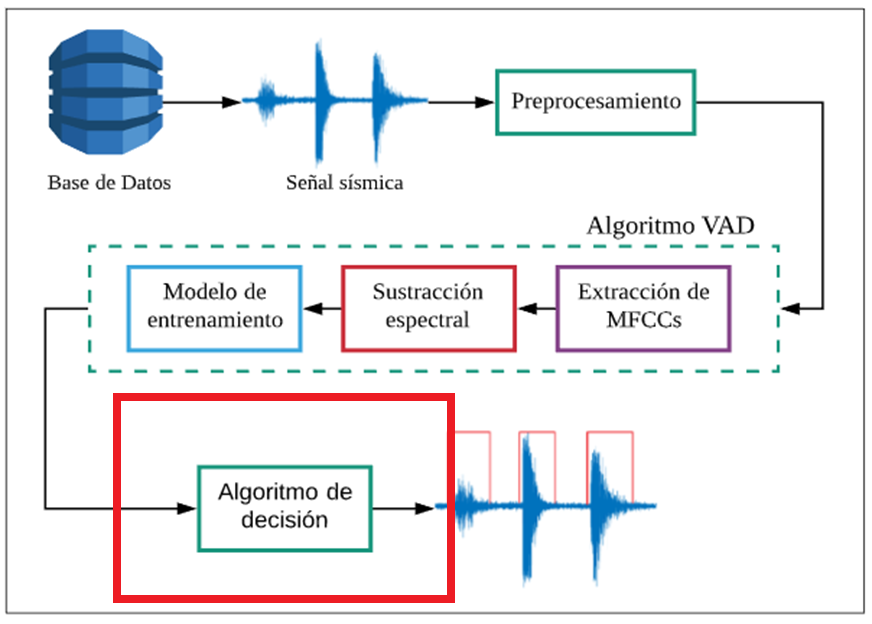 Preprocesamiento
Base de Datos
Señal sísmica
Algoritmo VAD
Modelo de
entrenamiento
Sustracción
espectral
Extracción de
MFCCs
Algoritmo de
decisión